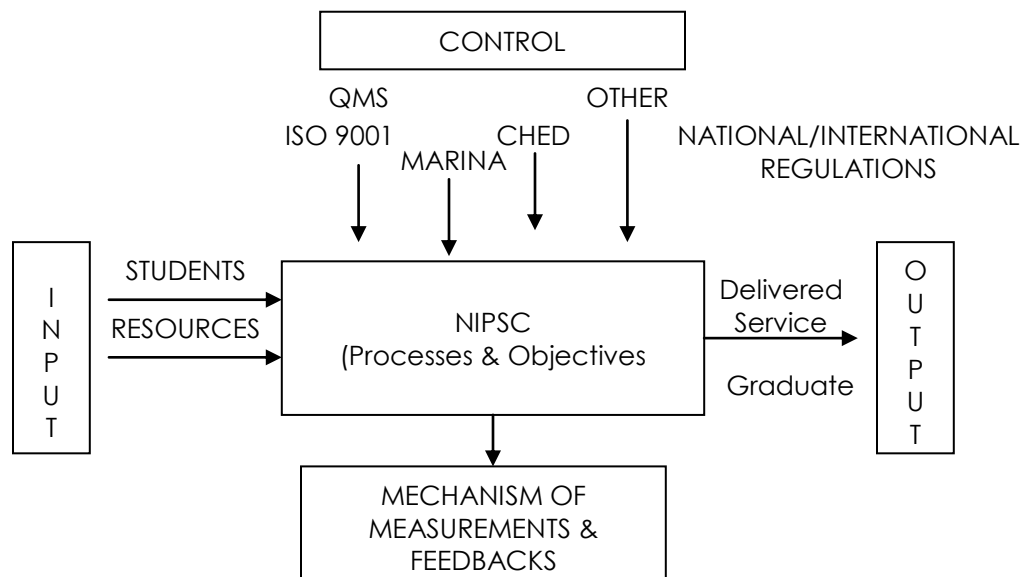 CONTROL
QMS
ISO 9001
MARINA
CHED
OTHER
NATIONAL/INTERNATIONAL
REGULATIONS
I
N
P
U
T
STUDENTS
RESOURCES
NIPSC
(Processes & Objectives
Delivered
Service
Graduate
O
U
T
P
U
T
MECHANISM OF
MEASUREMENTS &
FEEDBACKS